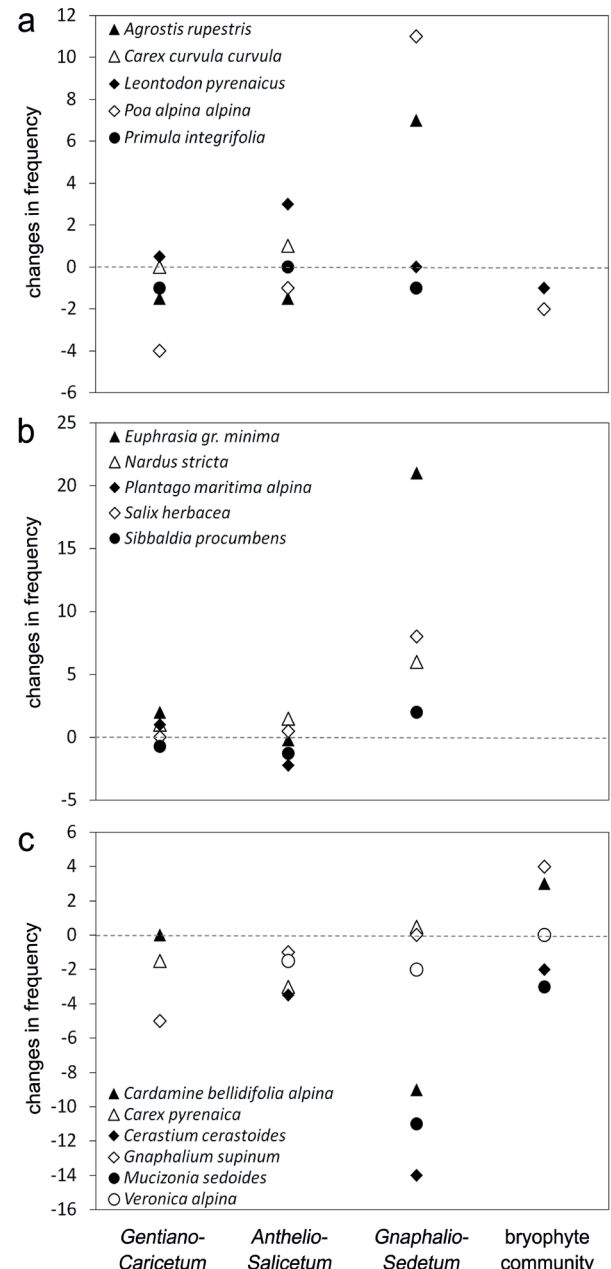 a
12
10
8
6
4
2
0
-2
-4
-6
changes in frequency
Agrostis rupestris
Carex curvula curvula
Leontodon pyrenaicus
Poa alpina alpina
Primula integrifolia
b
25
20
15
10
5
0
-5
changes in frequency
Euphrasia gr. minima
Nardus stricta
Plantago maritima alpina
Salix herbacea
Sibbaldia procumbens
c
6
4
2
0
-2
-4
-6
-8
-10
-12
-14
-16
changes in frequency
Cardamine bellidifolia alpina
Carex pyrenaica
Cerastium cerastoides
Gnaphalium supinum
Mucizonia sedoides
Veronica alpina
Gentiano-
Caricetum
Anthelio-
Salicetum
Gnaphalio-
Sedetum
bryophyte
community